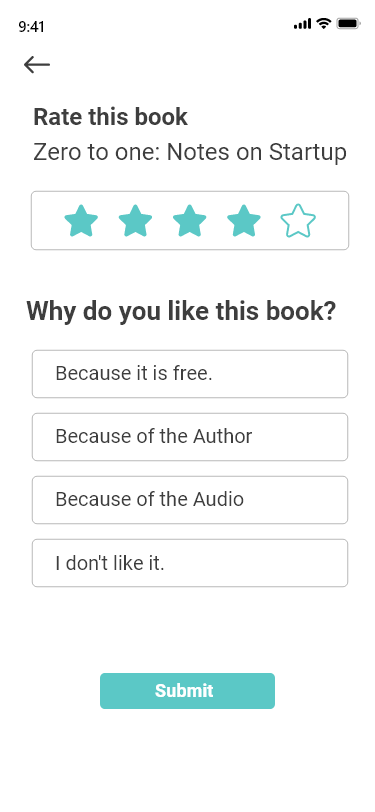 9:41
Rate this book
Zero to one: Notes on Startup
Why do you like this book?
Because it is free.
Because of the Author
Because of the Audio
I don't like it.
Submit